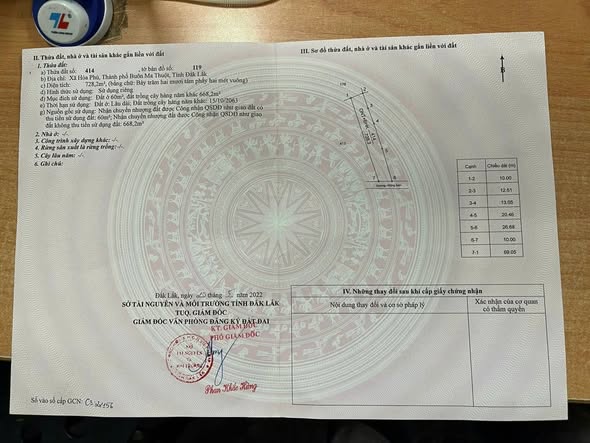 II. Thửa đất, nhà ở và tài sản khác gắn liền với đất
1. Thửa đất:
a) Thửa đất số: 414 , tờ bản đồ số: 119
b) Địa chỉ: Xã Hòa Phú, Thành phố Buôn Ma Thuột, Tỉnh Đắk Lắk
c) Diện tích: 728,2m², (bằng chữ: Bảy trăm hai mươi tám phẩy hai mét vuông)
d) Hình thức sử dụng: Sử dụng riêng
đ) Mục đích sử dụng: Đất ở 60m²; đất trồng cây hàng năm 668,2m²
e) Thời hạn sử dụng: Đất ở: Lâu dài; Đất trồng cây hàng năm: 15/10/2063
g) Nguồn gốc sử dụng: Nhận chuyển nhượng đất được Công nhận QSDĐ như giao đất có
thu tiền sử dụng đất: 60m²; Nhận chuyển nhượng đất được Công nhận QSDĐ như giao
đất không thu tiền sử dụng đất: 668,2m²
2. Nhà ở: -/-
3. Công trình xây dựng khác: -/-
4. Rừng sản xuất là rừng trồng: -/-
5. Cây lâu năm: -/-
6. Ghi chú:
Đắk Lắk, ngày 20 tháng 5 năm 2022
SỞ TÀI NGUYÊN VÀ MÔI TRƯỜNG TỈNH ĐẮK LẮK
TUQ. GIÁM ĐỐC
GIÁM ĐỐC VĂN PHÒNG ĐĂNG KÝ ĐẤT ĐAI
KT. GIÁM ĐỐC
PHÓ GIÁM ĐỐC
Phan Khắc Hùng
Số vào sổ cấp GCN: CS
III. Sơ đồ thửa đất, nhà ở và tài sản khác gắn liền với đất
B
414
728.2
7
6
Cạnh Chiều dài (m)
1-2 10.00
2-3 12.51
3-4 13.05
4-5 20.46
5-6 26.68
6-7 10.00
7-1 69.05
IV. Những thay đổi sau khi cấp giấy chứng nhận
Nội dung thay đổi và cơ sở pháp lý
Xác nhận của cơ quan
có thẩm quyền